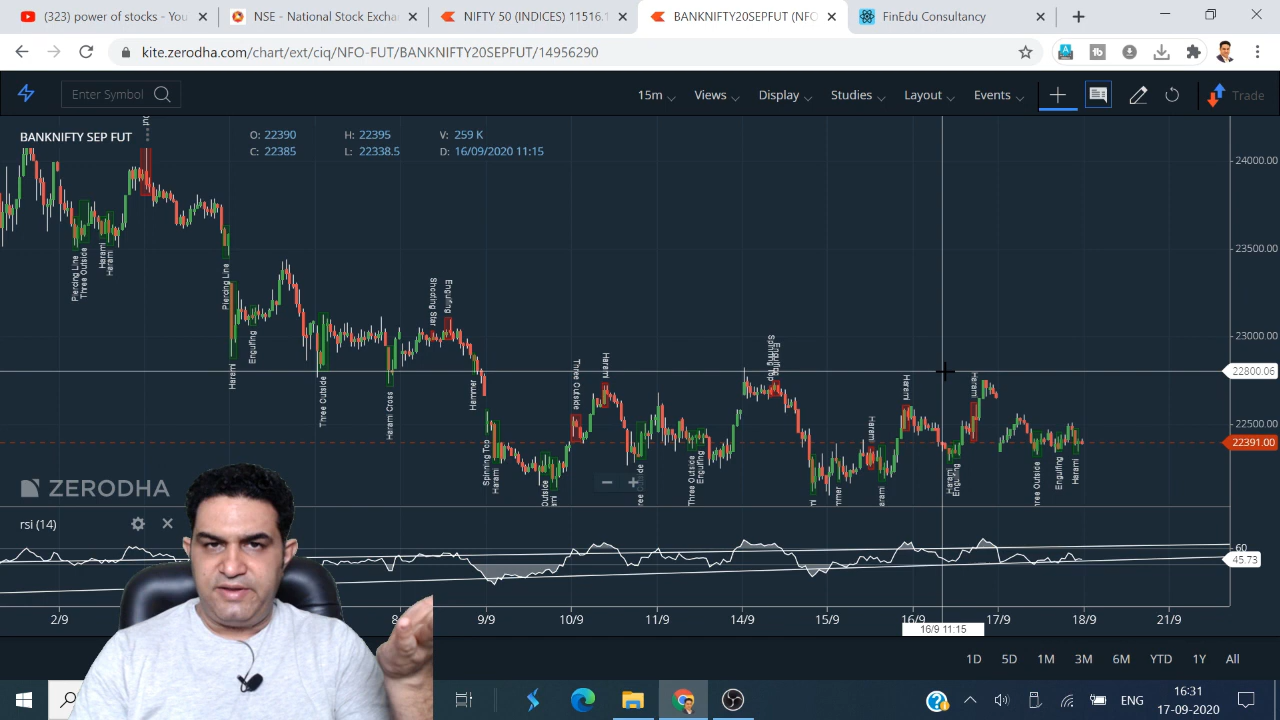 (323) power of stocks - You
NSE - National Stock Excha
NIFTY 50 (INDICES) 11516.1
BANKNIFTY20SEPFUT (NFO
FinEdu Consultancy
kite.zerodha.com/chart/ext/ciq/NFO-FUT/BANKNIFTY20SEPFUT/14956290
Enter Symbol
15m
Views
Display
Studies
Layout
Events
Trade
BANKNIFTY SEP FUT
O: 22390
H: 22395
V: 259 K
C: 22385
L: 22338.5
D: 16/09/2020 11:15
24000.00
23500.00
23000.00
22800.06
22500.00
22391.00
Piercing Line
Three Outside
Harami
Harami
Piercing Line
Harami
Engulfing
Three Outside
Harami Cross
Shooting Star
Engulfing
Hammer
Spinning Top
Harami
Outside
Three Outside
Harami
Three Outside
Engulfing
Spinning Top
Engulfing
Harami
Harami
Harami
Engulfing
Harami
Engulfing
Harami
ZERODHA
rsi (14)
60
45.73
2/9
8
9/9
10/9
11/9
14/9
15/9
16/9
17/9
18/9
21/9
16/9 11:15
1D
5D
1M
3M
6M
YTD
1Y
All
ENG
16:31
17-09-2020